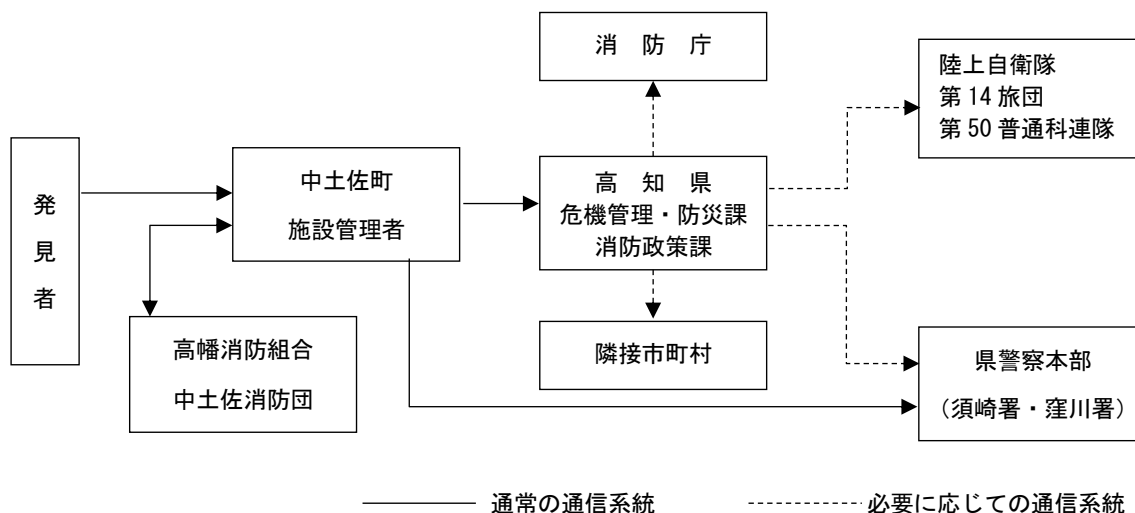 消　防　庁
陸上自衛隊
第 14 旅団
第 50 普通科連隊
発
見
者
中土佐町
施設管理者
高　知　県
危機管理・防災課
消防政策課
高幡消防組合
中土佐消防団
隣接市町村
県警察本部
（須崎署・窪川署）
通常の通信系統
必要に応じての通信系統